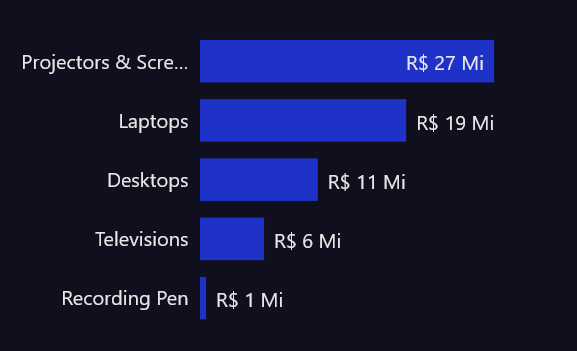 Projectors & Scre... R$ 27 Mi
Laptops R$ 19 Mi
Desktops R$ 11 Mi
Televisions R$ 6 Mi
Recording Pen R$ 1 Mi